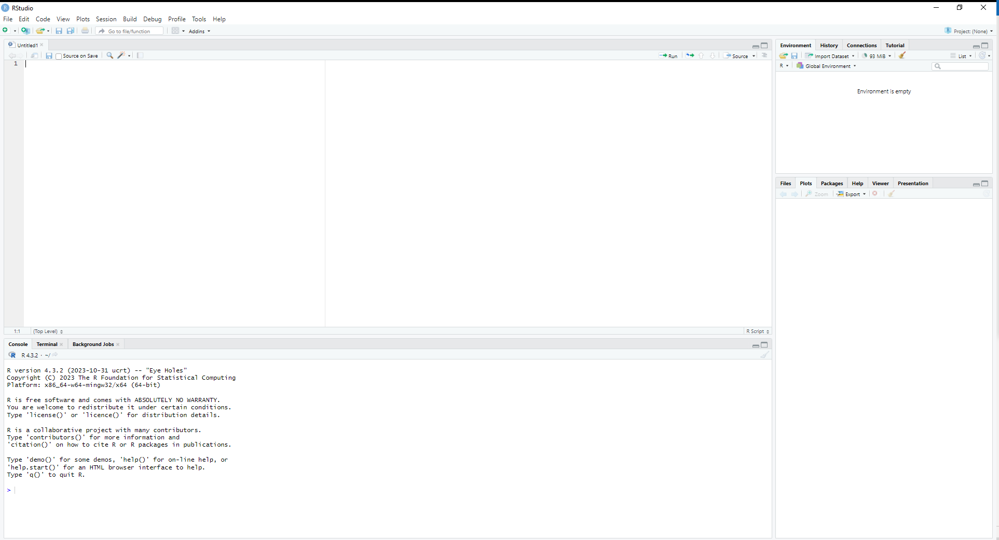 RStudio
File Edit Code View Plots Session Build Debug Profile Tools Help
Go to file/function Addins Project: (None)
Untitled1
Source on Save Run Source
1
1:1 (Top Level) R Script
Console Terminal Background Jobs
R 4.3.2 · ~/
R version 4.3.2 (2023-10-31 ucrt) -- "Eye Holes"
Copyright (C) 2023 The R Foundation for Statistical Computing
Platform: x86_64-w64-mingw32/x64 (64-bit)
R is free software and comes with ABSOLUTELY NO WARRANTY.
You are welcome to redistribute it under certain conditions.
Type 'license()' or 'licence()' for distribution details.
R is a collaborative project with many contributors.
Type 'contributors()' for more information and
'citation()' on how to cite R or R packages in publications.
Type 'demo()' for some demos, 'help()' for on-line help, or
'help.start()' for an HTML browser interface to help.
Type 'q()' to quit R.
>
Environment History Connections Tutorial
Import Dataset 93 MiB List
R Global Environment
Environment is empty
Files Plots Packages Help Viewer Presentation
Zoom Export